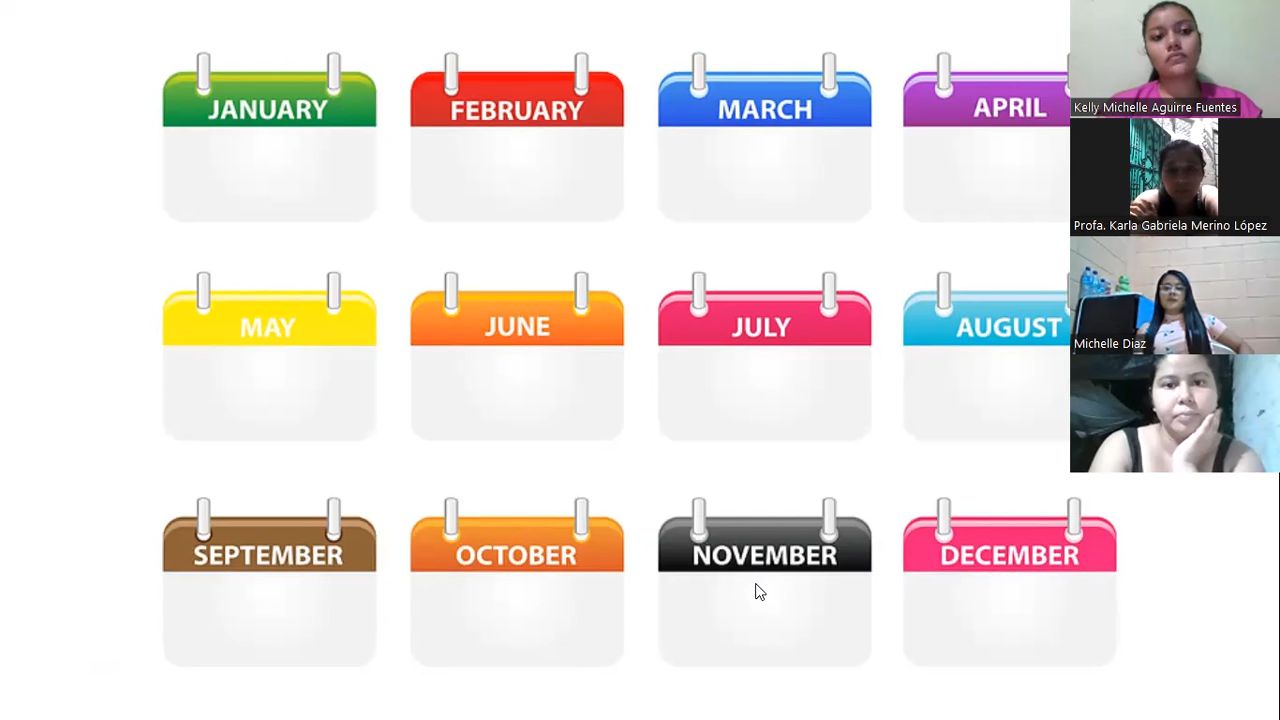 JANUARY
FEBRUARY
MARCH
APRIL
MAY
JUNE
JULY
AUGUST
SEPTEMBER
OCTOBER
NOVEMBER
DECEMBER
Kelly Michelle Aguirre Fuentes
Profa. Karla Gabriela Merino López
Michelle Diaz